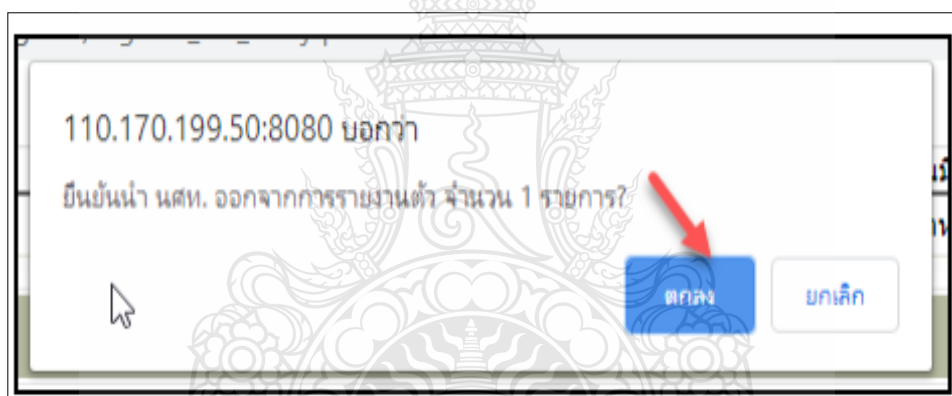 110.170.199.50:8080 บอกว่า
ยืนยันนำ นศท. ออกจากการรายงานตัว จำนวน 1 รายการ?
ตกลง
ยกเลิก